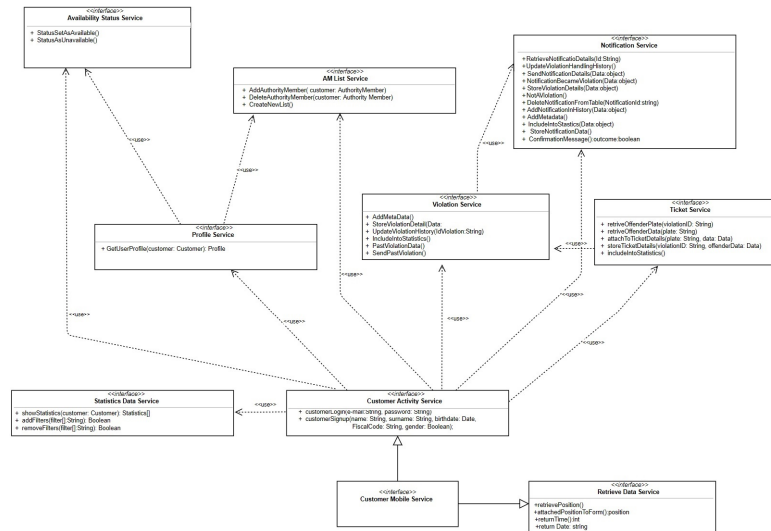 <<interface>>
Availability Status Service
+ StatusSetAsAvailable()
+ StatusAsUnavailable()
<<interface>>
AM List Service
+ AddAuthorityMember( customer: AuthorityMember)
+ DeleteAuthorityMember(customer: Authority Member)
+ CreateNewList()
<<interface>>
Notification Service
+RetrieveNotificatioDetails(Id:String)
+UpdateViolationHandlingHistory()
+ SendNotificationDetails(Data:object)
+ NotificationBecameViolation(Data:object)
+ StoreViolationDetails(Data:object)
+ NotAViolation()
+ DeleteNotificationFromTable(NotificationId:string)
+ AddNotificationInHistory(Data:object)
+ AddMetadata()
+ IncludeIntoStastics(Data:object)
+ StoreNotificationData()
+ ConfirmationMessage():outcome:boolean
<<use>>
<<use>>
<<use>>
<<use>>
<<interface>>
Profile Service
+ GetUserProfile(customer: Customer): Profile
<<interface>>
Violation Service
+ AddMetaData()
+ StoreViolationDetail(Data:
+ UpdateViolationHistory(IdViolation:String)
+ IncludeIntoStatistics()
+ PastViolationData()
+ SendPastViolation()
<<use>>
<<interface>>
Ticket Service
+ retriveOffenderPlate(violationID: String)
+ retriveOffenderData(plate: String)
+ attachToTicketDetails(plate: String, data: Data)
+ storeTicketDetails(violationID: String, offenderData: Data)
+ includeIntoStatistics()
<<use>>
<<use>>
<<use>>
<<use>>
<<use>>
<<interface>>
Statistics Data Service
+ showStatistics(customer: Customer): Statistics[]
+ addFilters(filter[]:String): Boolean
+ removeFilters(filter[]:String): Boolean
<<use>>
<<interface>>
Customer Activity Service
+ customerLogin(e-mail:String, password: String)
+ customerSignup(name: String, surname: String, birthdate: Date,
FiscalCode: String, gender: Boolean);
<<interface>>
Customer Mobile Service
<<interface>>
Retrieve Data Service
+retrievePosition()
+attachedPositionToForm():position
+returnTime():int
+return Date: string